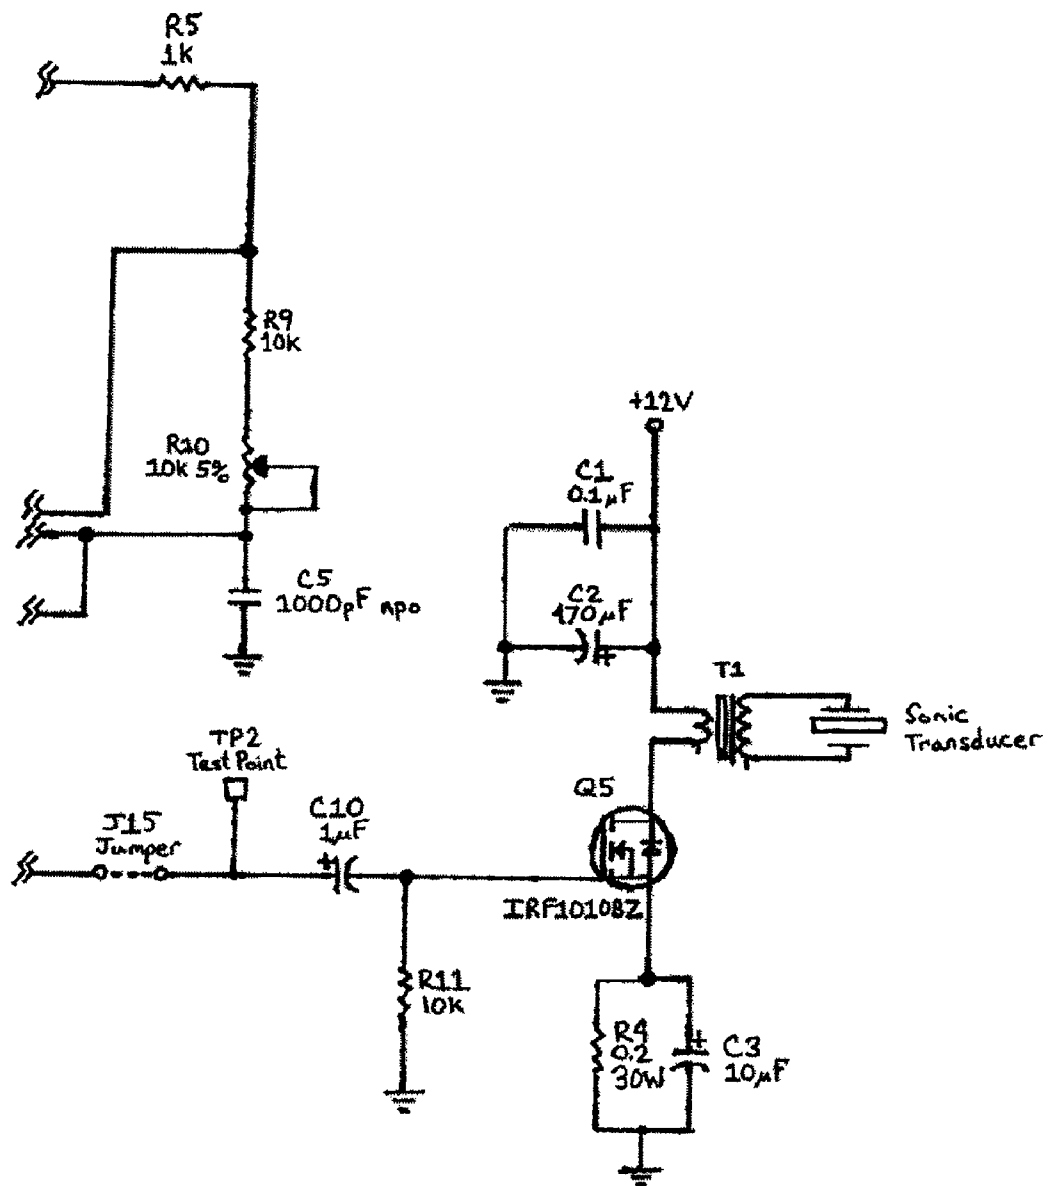 R5
1k
R9
10k
R10
10k 5%
+12V
C1
0.1µF
C5
1000pF npo
C2
470µF
+
T1
Sonic
Transducer
TP2
Test Point
Q5
J15
Jumper
C10
1µF
+
IRF1010BZ
R11
10k
R4
0.2
30W
+
C3
10µF